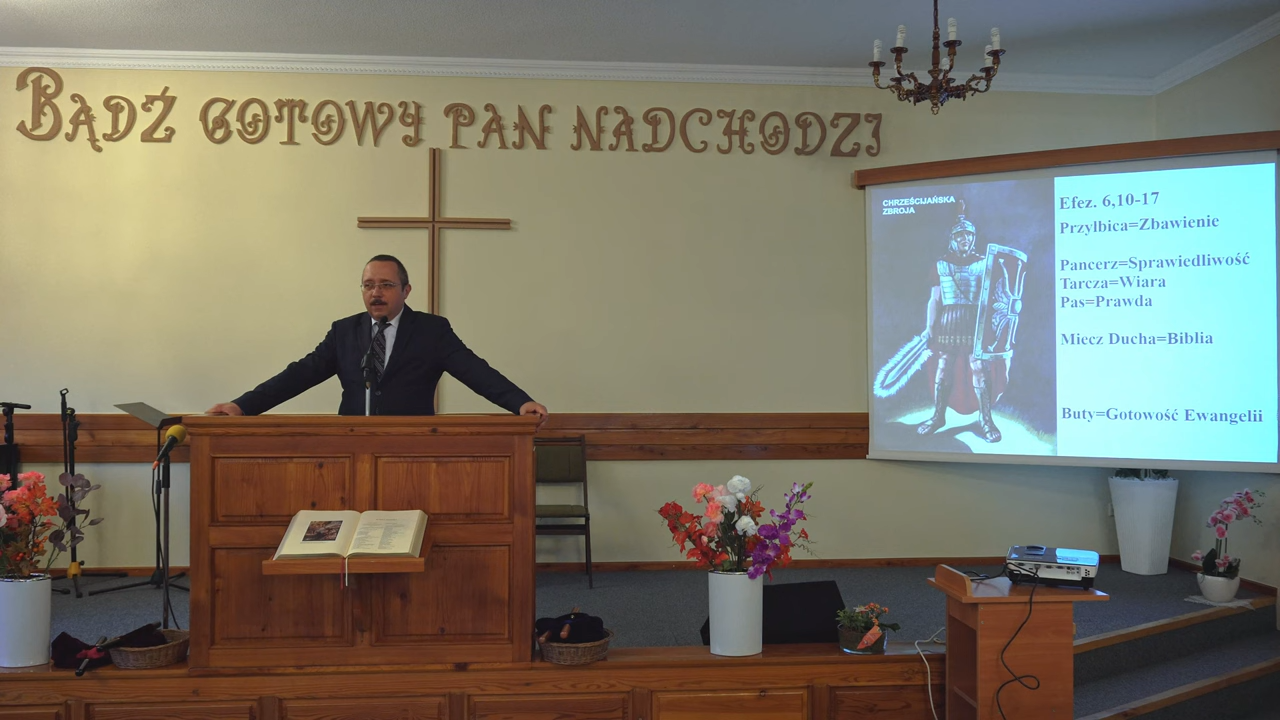 BĄDŹ GOTOWY PAN NADCHODZI
CHRZEŚCIJAŃSKA
ZBROJA
Efez. 6,10-17
Przyłbica=Zbawienie
Pancerz=Sprawiedliwość
Tarcza=Wiara
Pas=Prawda
Miecz Ducha=Biblia
Buty=Gotowość Ewangelii